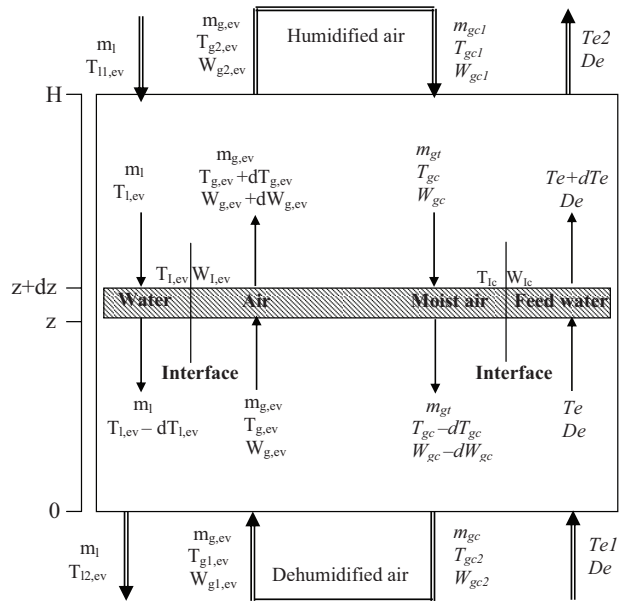 m_l
T_l1,ev
m_g,ev
T_g2,ev
W_g2,ev
Humidified air
m_gc1
T_gc1
W_gc1
Te2
De
H
m_l
T_l,ev
m_g,ev
T_g,ev +dT_g,ev
W_g,ev +dW_g,ev
m_gt
T_gc
W_gc
Te+dTe
De
T_I,ev W_I,ev
T_Ic W_Ic
z+dz
Water
Air
Moist air
Feed water
z
Interface
Interface
m_l
T_l,ev – dT_l,ev
m_g,ev
T_g,ev
W_g,ev
m_gt
T_gc –dT_gc
W_gc –dW_gc
Te
De
0
m_l
T_l2,ev
m_g,ev
T_g1,ev
W_g1,ev
Dehumidified air
m_gc
T_gc2
W_gc2
Te1
De